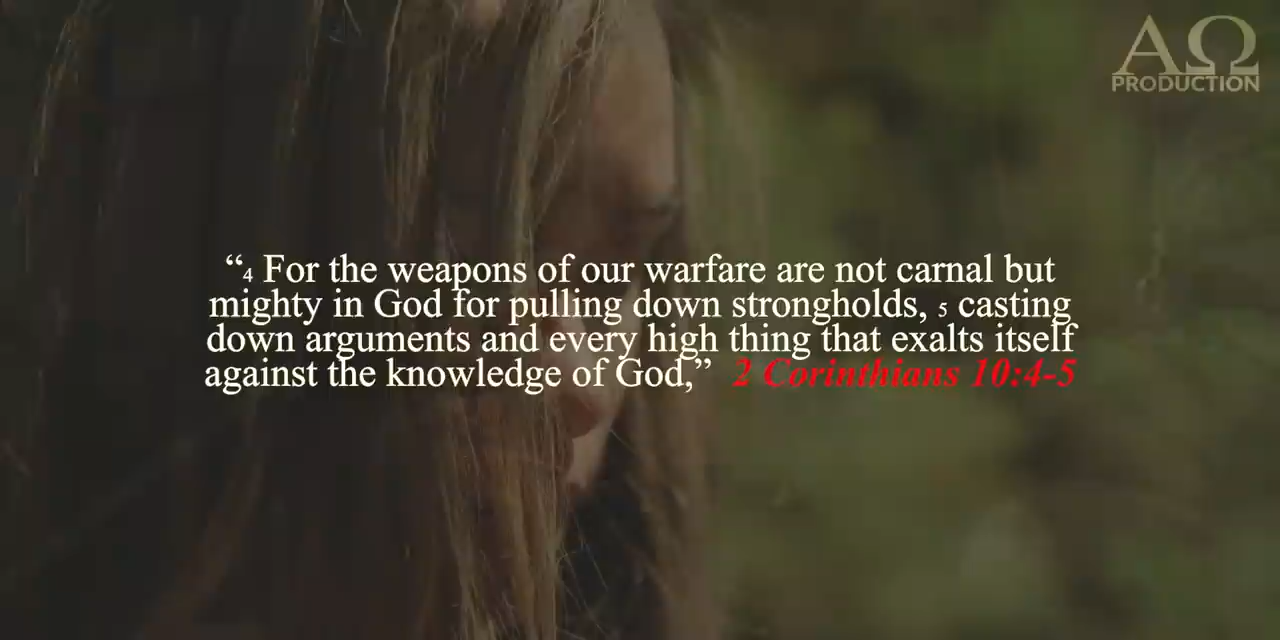 ΑΩ
PRODUCTION
“4 For the weapons of our warfare are not carnal but
mighty in God for pulling down strongholds, 5 casting
down arguments and every high thing that exalts itself
against the knowledge of God,” 2 Corinthians 10:4-5